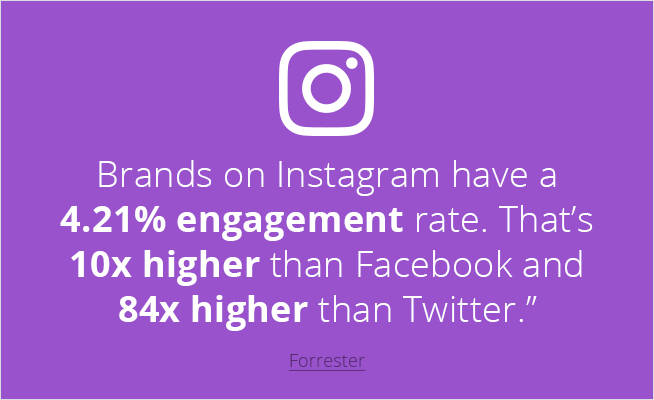 Brands on Instagram have a
4.21% engagement rate. That’s
10x higher than Facebook and
84x higher than Twitter.”
Forrester